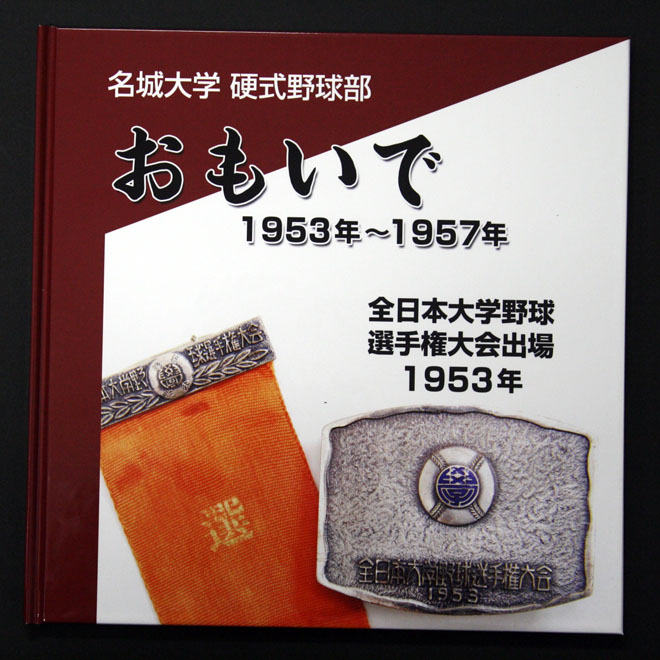 名城大学 硬式野球部
おもいで
1953年～1957年
全日本大学野球
選手権大会出場
1953年
選
全日本大学野球選手権大会
1953